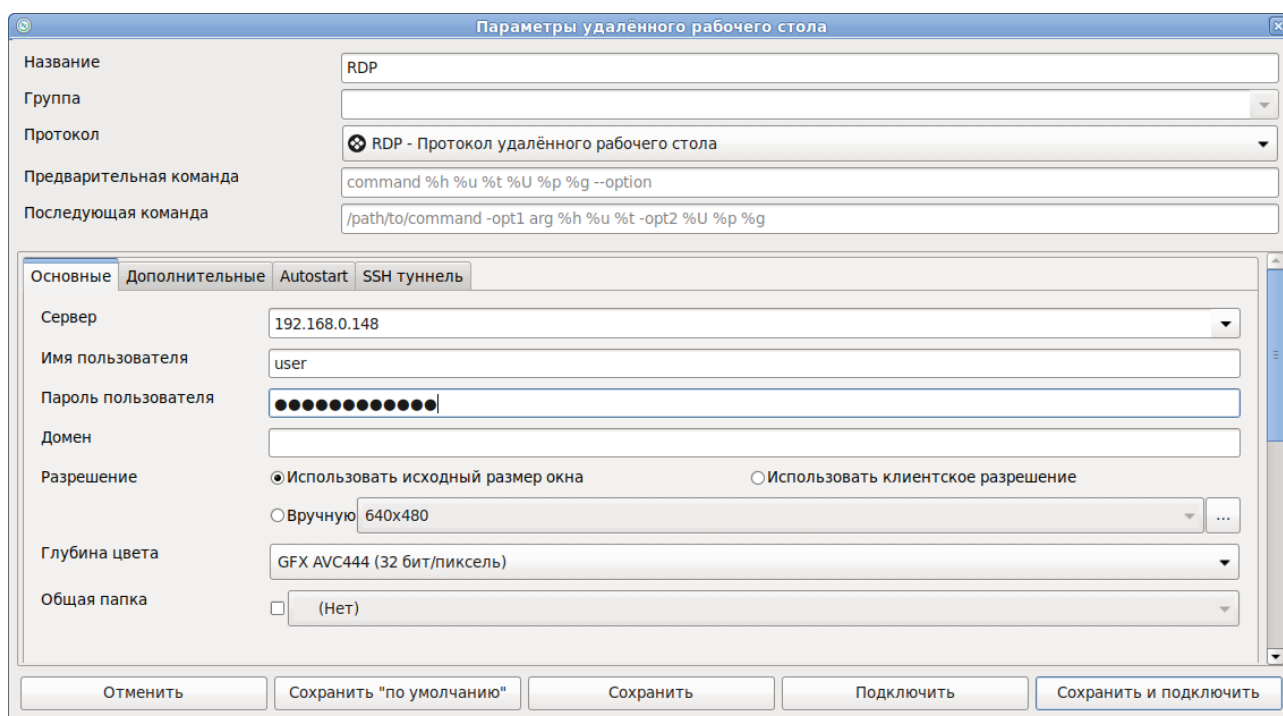 Параметры удалённого рабочего стола
Название RDP
Группа
Протокол RDP - Протокол удалённого рабочего стола
Предварительная команда command %h %u %t %U %p %g --option
Последующая команда /path/to/command -opt1 arg %h %u %t -opt2 %U %p %g
Основные Дополнительные Autostart SSH туннель
Сервер 192.168.0.148
Имя пользователя user
Пароль пользователя ●●●●●●●●●●●●
Домен
Разрешение Использовать исходный размер окна Использовать клиентское разрешение
Вручную 640x480 ...
Глубина цвета GFX AVC444 (32 бит/пиксель)
Общая папка (Нет)
Отменить Сохранить "по умолчанию" Сохранить Подключить Сохранить и подключить